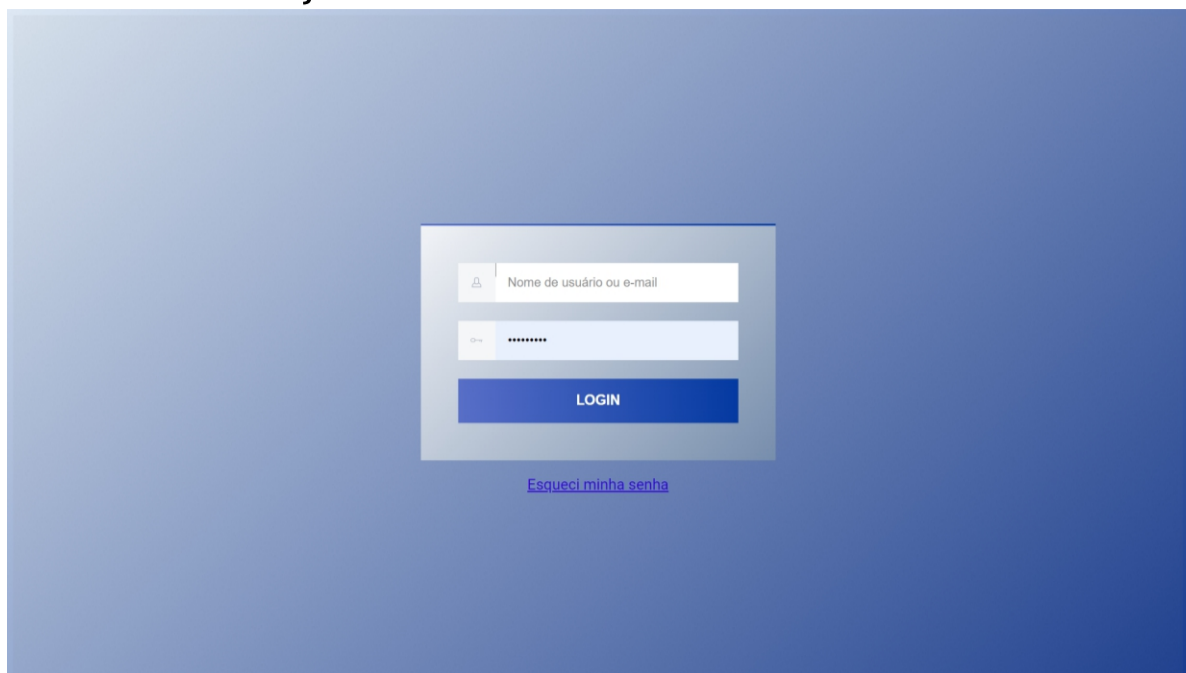 Nome de usuário ou e-mail
•••••••••
LOGIN
Esqueci minha senha